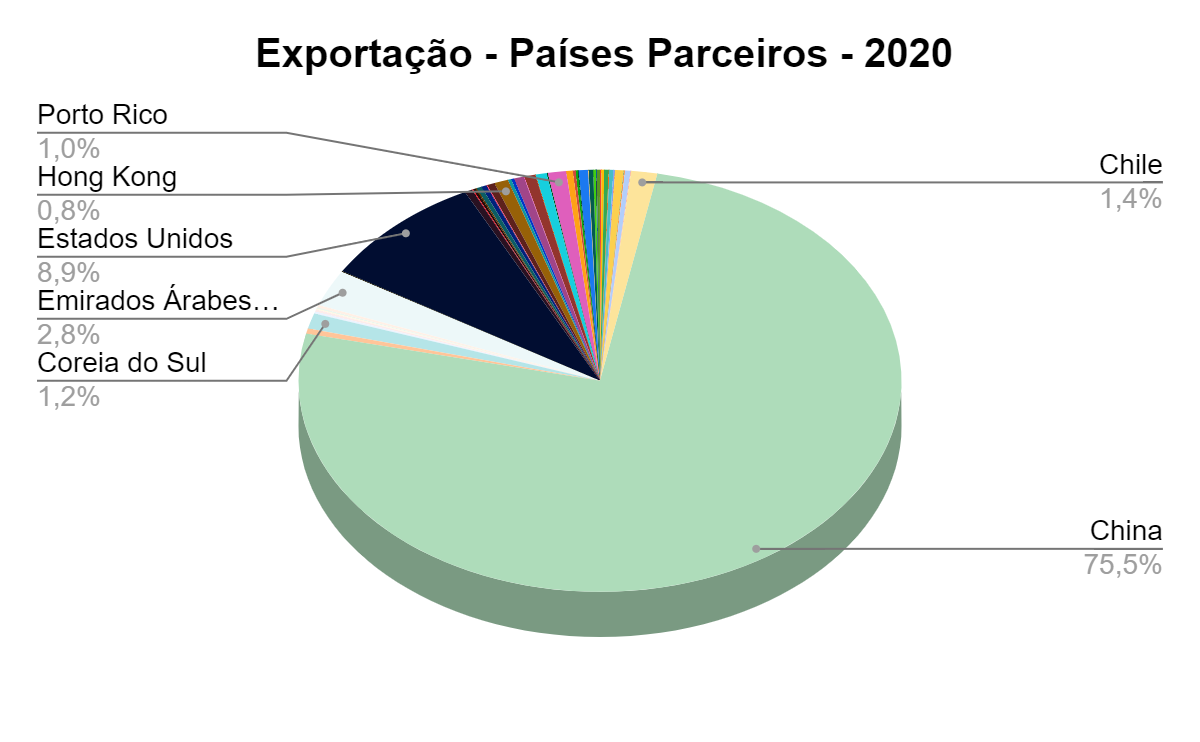 Exportação - Países Parceiros - 2020
Porto Rico
1,0%
Hong Kong
0,8%
Estados Unidos
8,9%
Emirados Árabes…
2,8%
Coreia do Sul
1,2%
Chile
1,4%
China
75,5%